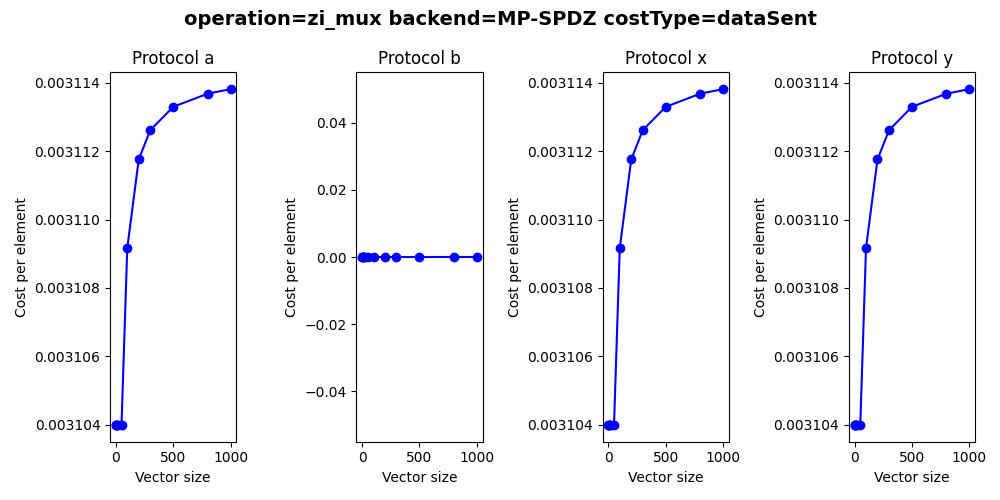 operation=zi_mux backend=MP-SPDZ costType=dataSent
Protocol a
Cost per element
0.003114
0.003112
0.003110
0.003108
0.003106
0.003104
0
500
1000
Vector size
Protocol b
Cost per element
0.04
0.02
0.00
−0.02
−0.04
0
500
1000
Vector size
Protocol x
Cost per element
0.003114
0.003112
0.003110
0.003108
0.003106
0.003104
0
500
1000
Vector size
Protocol y
Cost per element
0.003114
0.003112
0.003110
0.003108
0.003106
0.003104
0
500
1000
Vector size